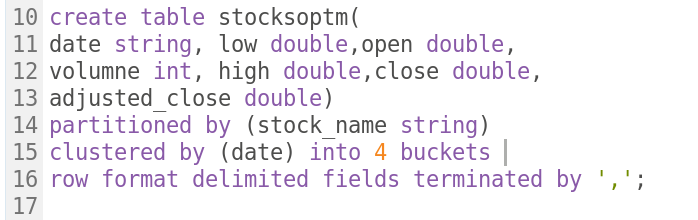 10 create table stocksoptm(
11 date string, low double,open double,
12 volumne int, high double,close double,
13 adjusted_close double)
14 partitioned by (stock_name string)
15 clustered by (date) into 4 buckets
16 row format delimited fields terminated by ',';
17